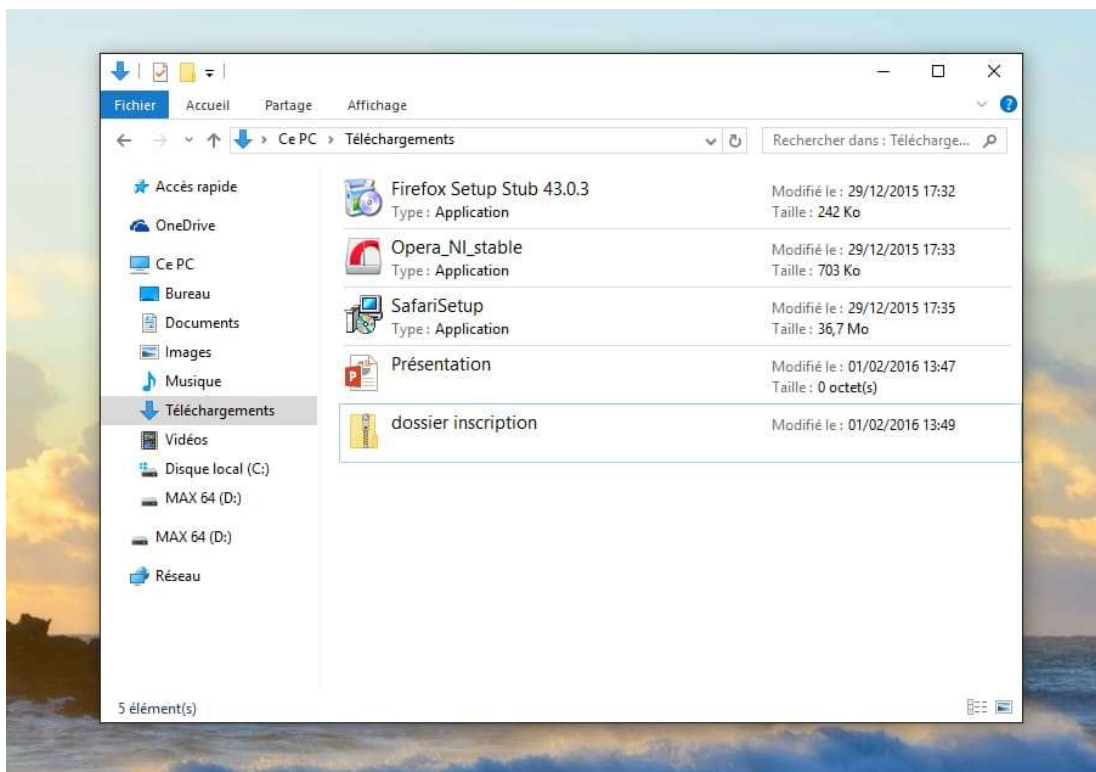 Fichier Accueil Partage Affichage
Ce PC > Téléchargements
Rechercher dans : Télécharge...
Accès rapide
OneDrive
Ce PC
Bureau
Documents
Images
Musique
Téléchargements
Vidéos
Disque local (C:)
MAX 64 (D:)
MAX 64 (D:)
Réseau
Firefox Setup Stub 43.0.3
Type : Application
Modifié le : 29/12/2015 17:32
Taille : 242 Ko
Opera_NI_stable
Type : Application
Modifié le : 29/12/2015 17:33
Taille : 703 Ko
SafariSetup
Type : Application
Modifié le : 29/12/2015 17:35
Taille : 36,7 Mo
Présentation
Modifié le : 01/02/2016 13:47
Taille : 0 octet(s)
dossier inscription
Modifié le : 01/02/2016 13:49
5 élément(s)